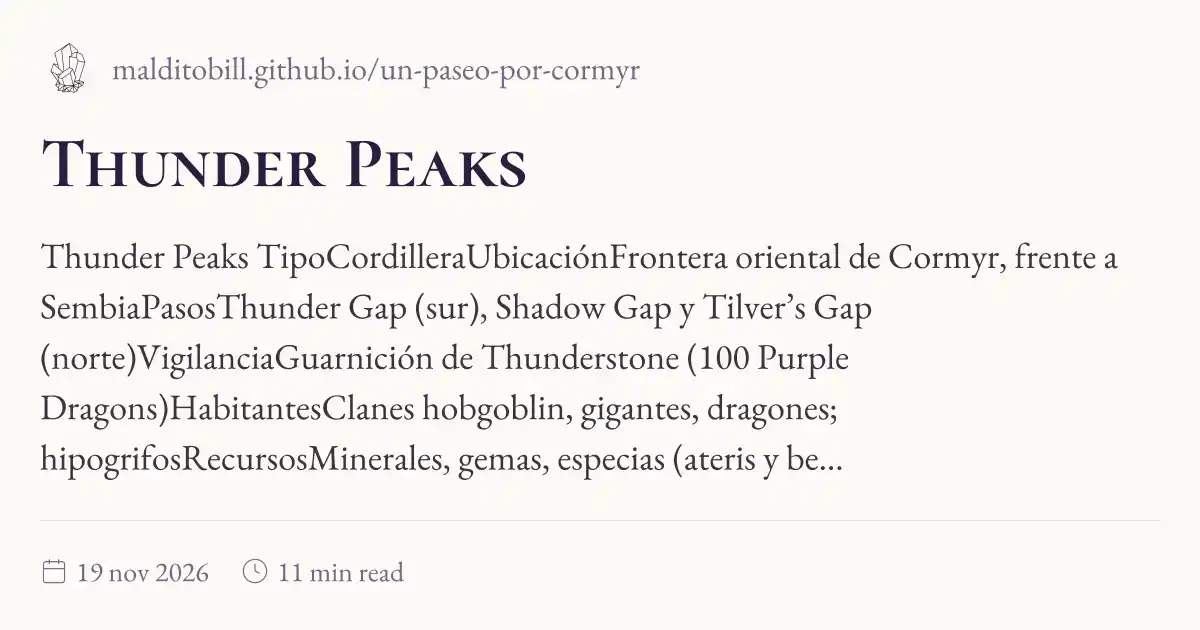 malditobill.github.io/un-paseo-por-cormyr
Thunder Peaks
Thunder Peaks TipoCordilleraUbicaciónFrontera oriental de Cormyr, frente a
SembiaPasosThunder Gap (sur), Shadow Gap y Tilver’s Gap
(norte)VigilanciaGuarnición de Thunderstone (100 Purple
Dragons)HabitantesClanes hobgoblin, gigantes, dragones;
hipogrifosRecursosMinerales, gemas, especias (ateris y be...
19 nov 2026 11 min read